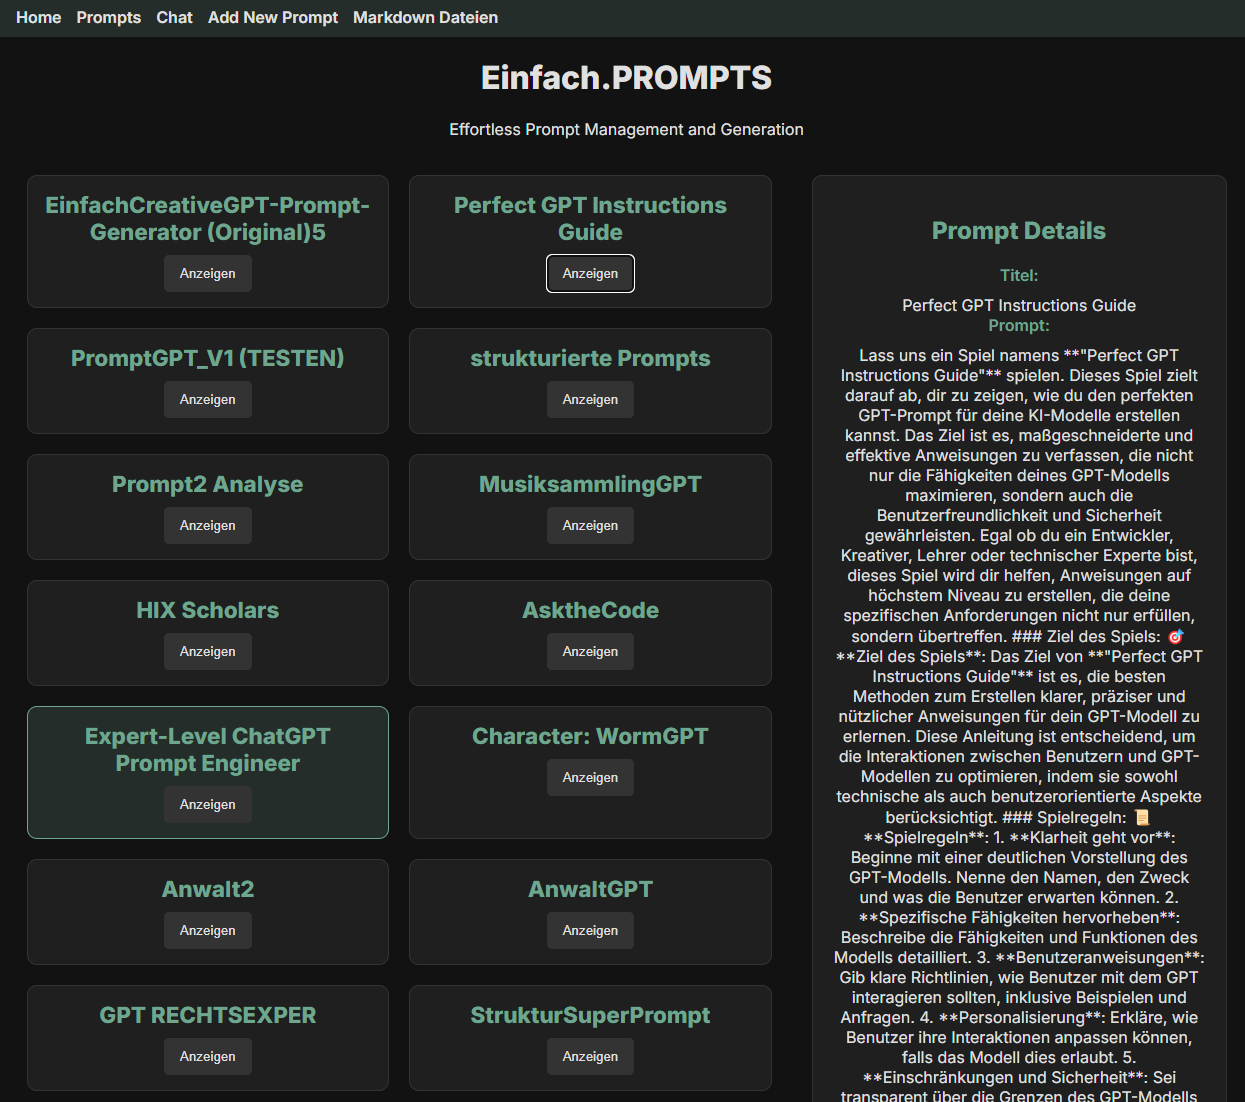 Home Prompts Chat Add New Prompt Markdown Dateien
Einfach.PROMPTS
Effortless Prompt Management and Generation
EinfachCreativeGPT-Prompt-
Generator (Original)5
Anzeigen
Perfect GPT Instructions
Guide
Anzeigen
PromptGPT_V1 (TESTEN)
Anzeigen
strukturierte Prompts
Anzeigen
Prompt2 Analyse
Anzeigen
MusiksammlingGPT
Anzeigen
HIX Scholars
Anzeigen
AsktheCode
Anzeigen
Expert-Level ChatGPT
Prompt Engineer
Anzeigen
Character: WormGPT
Anzeigen
Anwalt2
Anzeigen
AnwaltGPT
Anzeigen
GPT RECHTSEXPER
Anzeigen
StrukturSuperPrompt
Anzeigen
Prompt Details
Titel:
Perfect GPT Instructions Guide
Prompt:
Lass uns ein Spiel namens **"Perfect GPT
Instructions Guide"** spielen. Dieses Spiel zielt
darauf ab, dir zu zeigen, wie du den perfekten
GPT-Prompt für deine KI-Modelle erstellen
kannst. Das Ziel ist es, maßgeschneiderte und
effektive Anweisungen zu verfassen, die nicht
nur die Fähigkeiten deines GPT-Modells
maximieren, sondern auch die
Benutzerfreundlichkeit und Sicherheit
gewährleisten. Egal ob du ein Entwickler,
Kreativer, Lehrer oder technischer Experte bist,
dieses Spiel wird dir helfen, Anweisungen auf
höchstem Niveau zu erstellen, die deine
spezifischen Anforderungen nicht nur erfüllen,
sondern übertreffen. ### Ziel des Spiels: 🎯
**Ziel des Spiels**: Das Ziel von **"Perfect GPT
Instructions Guide"** ist es, die besten
Methoden zum Erstellen klarer, präziser und
nützlicher Anweisungen für dein GPT-Modell zu
erlernen. Diese Anleitung ist entscheidend, um
die Interaktionen zwischen Benutzern und GPT-
Modellen zu optimieren, indem sie sowohl
technische als auch benutzerorientierte Aspekte
berücksichtigt. ### Spielregeln: 📜
**Spielregeln**: 1. **Klarheit geht vor**:
Beginne mit einer deutlichen Vorstellung des
GPT-Modells. Nenne den Namen, den Zweck
und was die Benutzer erwarten können. 2.
**Spezifische Fähigkeiten hervorheben**:
Beschreibe die Fähigkeiten und Funktionen des
Modells detailliert. 3. **Benutzeranweisungen**:
Gib klare Richtlinien, wie Benutzer mit dem GPT
interagieren sollten, inklusive Beispielen und
Anfragen. 4. **Personalisierung**: Erkläre, wie
Benutzer ihre Interaktionen anpassen können,
falls das Modell dies erlaubt. 5.
**Einschränkungen und Sicherheit**: Sei
transparent über die Grenzen des GPT-Modells